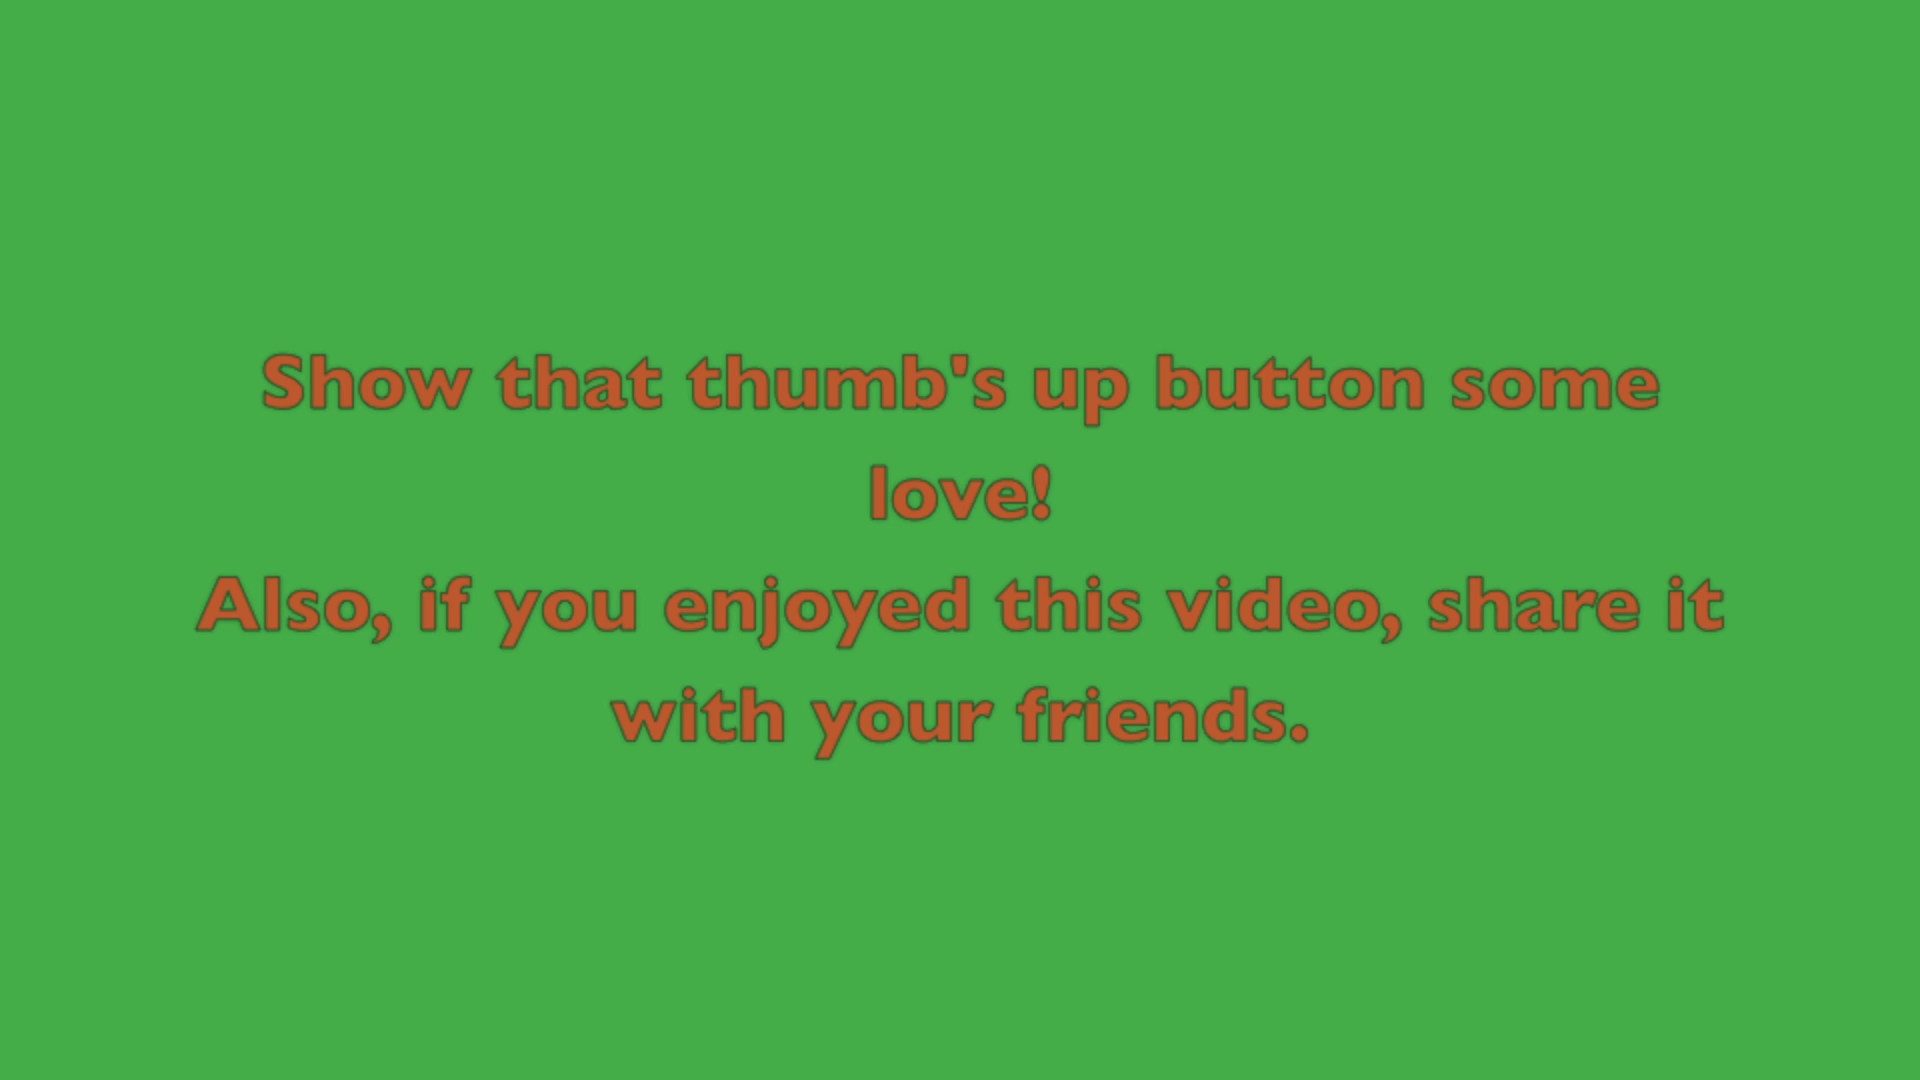 Show that thumb's up button some
love!
Also, if you enjoyed this video, share it
with your friends.